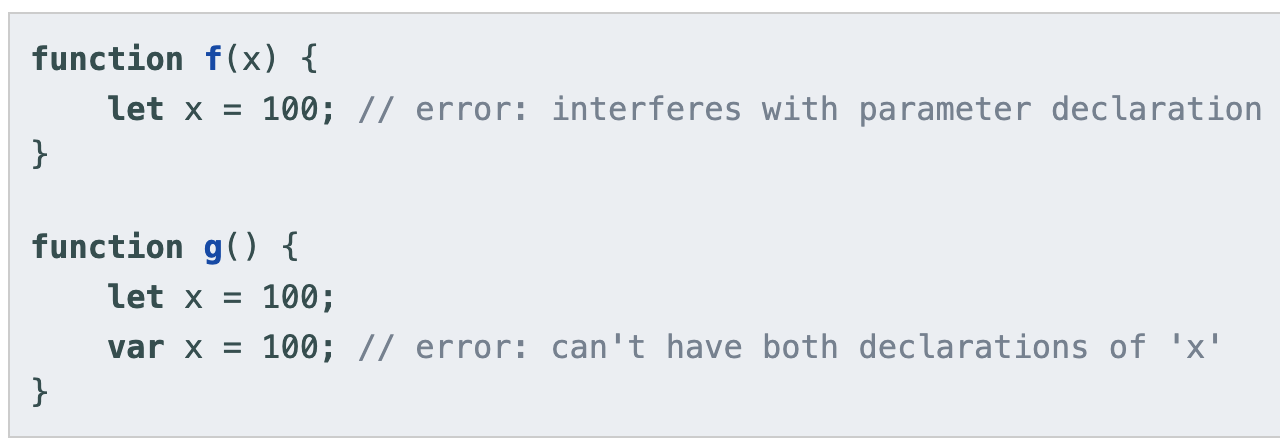 function f(x) {
    let x = 100; // error: interferes with parameter declaration
}

function g() {
    let x = 100;
    var x = 100; // error: can't have both declarations of 'x'
}